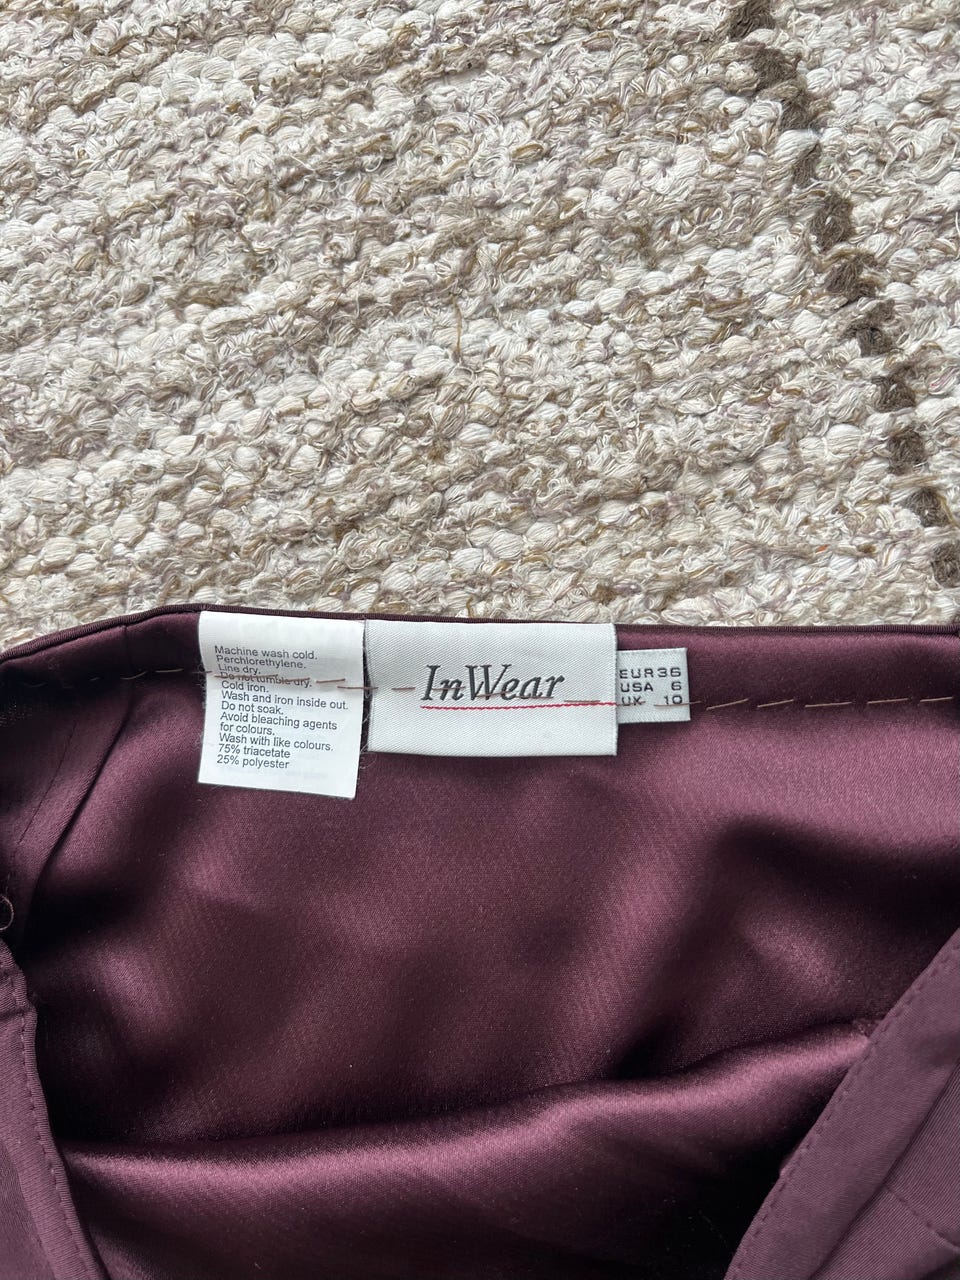 Machine wash cold.
Perchlorethylene.
Line dry.
Do not tumble dry.
Cold iron.
Wash and iron inside out.
Do not soak.
Avoid bleaching agents
for colours.
Wash with like colours.
75% triacetate
25% polyester
InWear
EUR 36
USA 6
UK 10